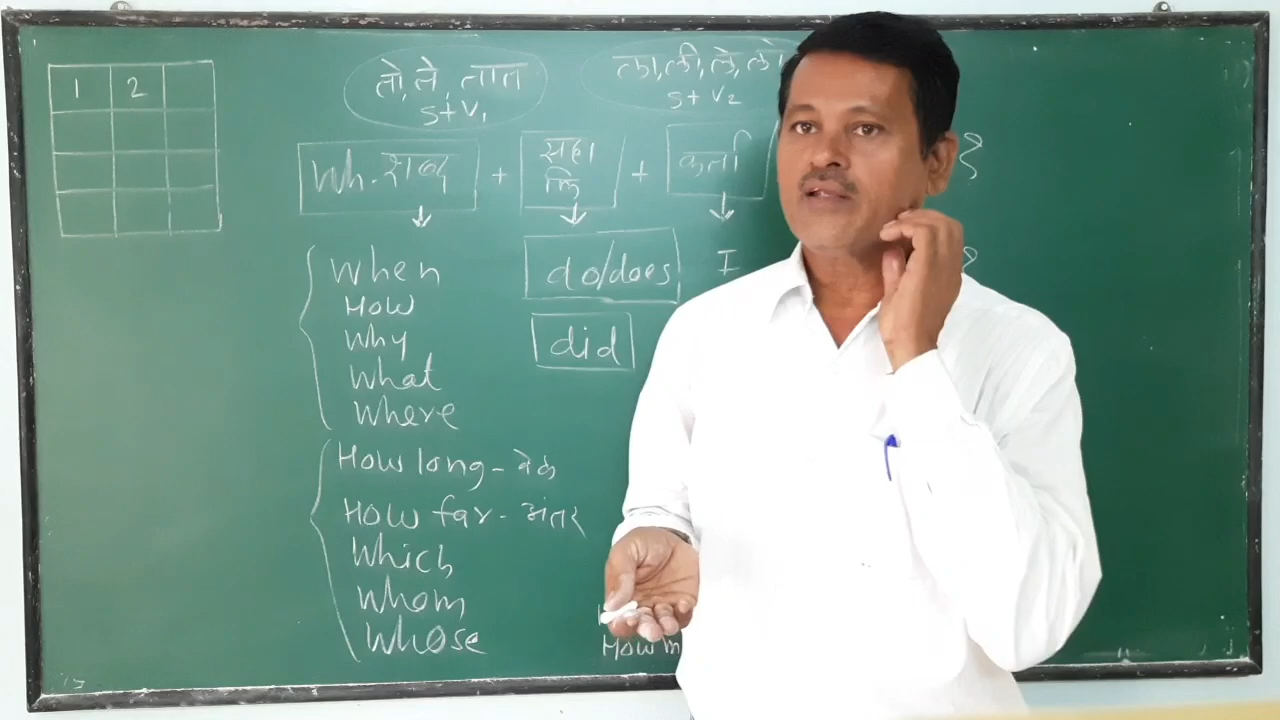 1 2
तो, ते, तात
S+V₁
ला, ली, ले, लो
S+V₂
Wh. शब्द + सहा + कर्ता ?
क्रि
When do/does I ?
How
Why did
What
Where
How long - वेळ
How far - अंतर
Which
Whom
Whose How m